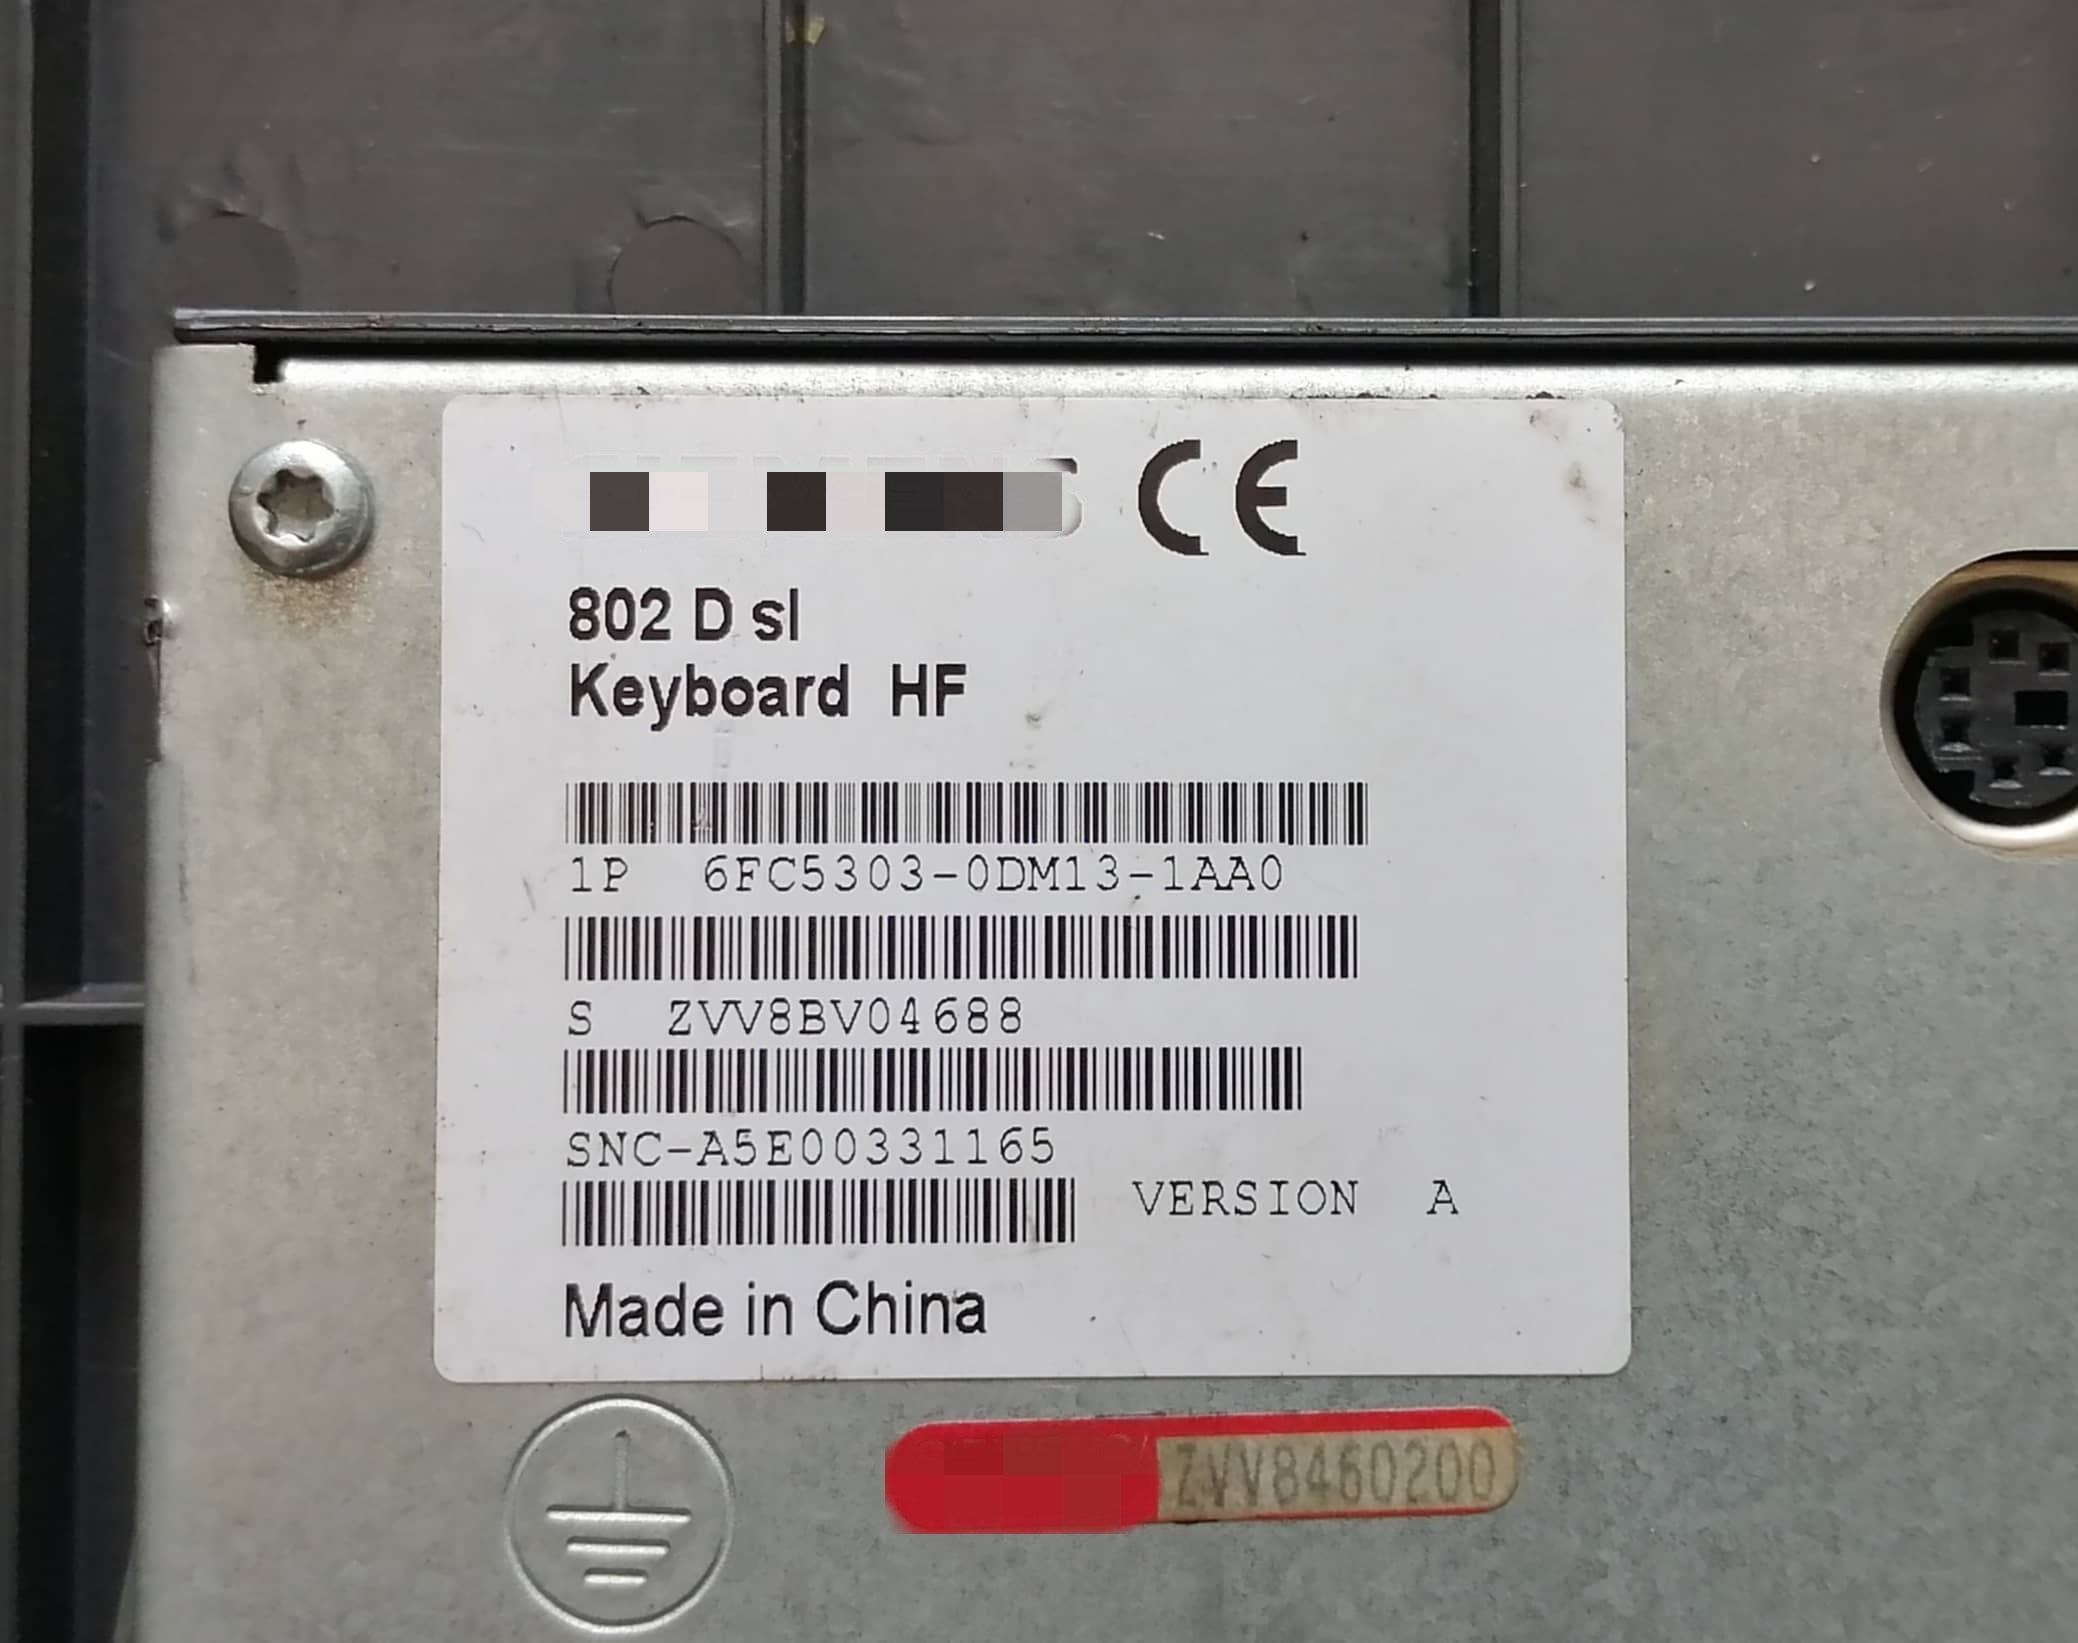 CE
802 D sl
Keyboard HF
1P 6FC5303-0DM13-1AA0
S ZVV8BV04688
SNC-A5E00331165
VERSION A
Made in China
ZVV8460200